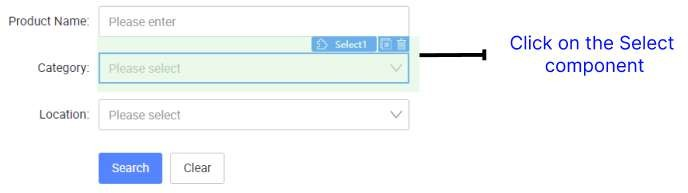 Product Name: Please enter
Select1
Category: Please select
Click on the Select
component
Location: Please select
Search Clear